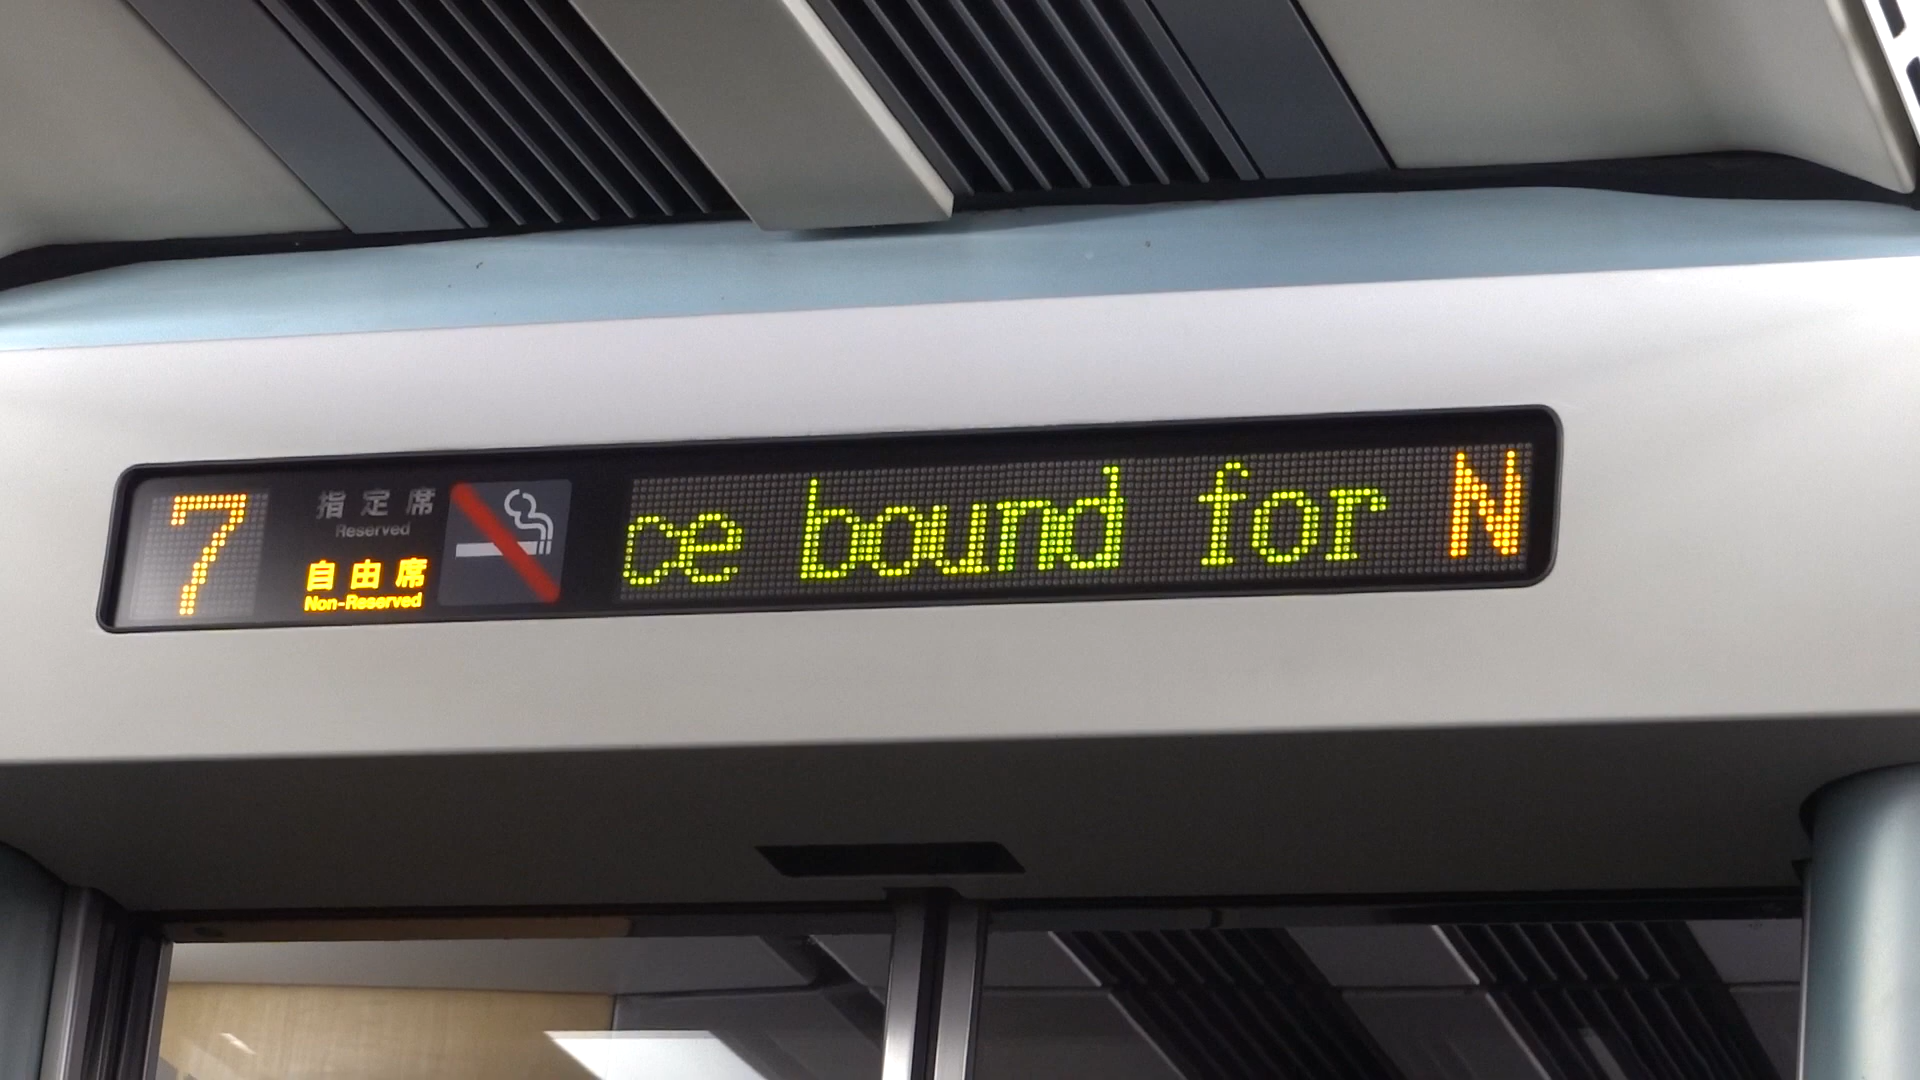 7
指定席
Reserved
自由席
Non-Reserved
ce bound for N